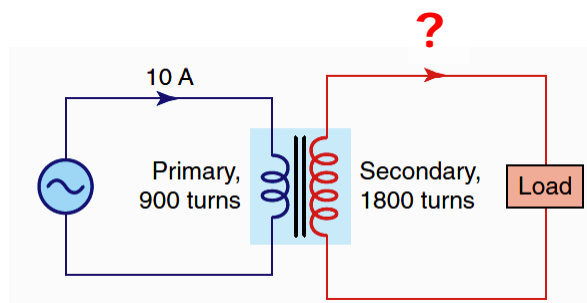 ?
10 A
Primary,
900 turns
Secondary,
1800 turns
Load